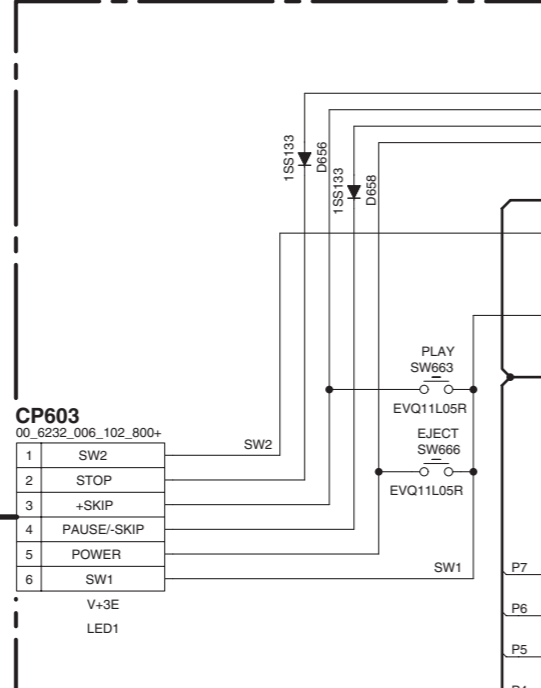 1SS133
D656
1SS133
D658
PLAY
SW663
EVQ11L05R
EJECT
SW666
EVQ11L05R
CP603
00_6232_006_102_800+
1 SW2
SW2
2 STOP
3 +SKIP
4 PAUSE/-SKIP
5 POWER
6 SW1
SW1
V+3E
LED1
P7
P6
P5